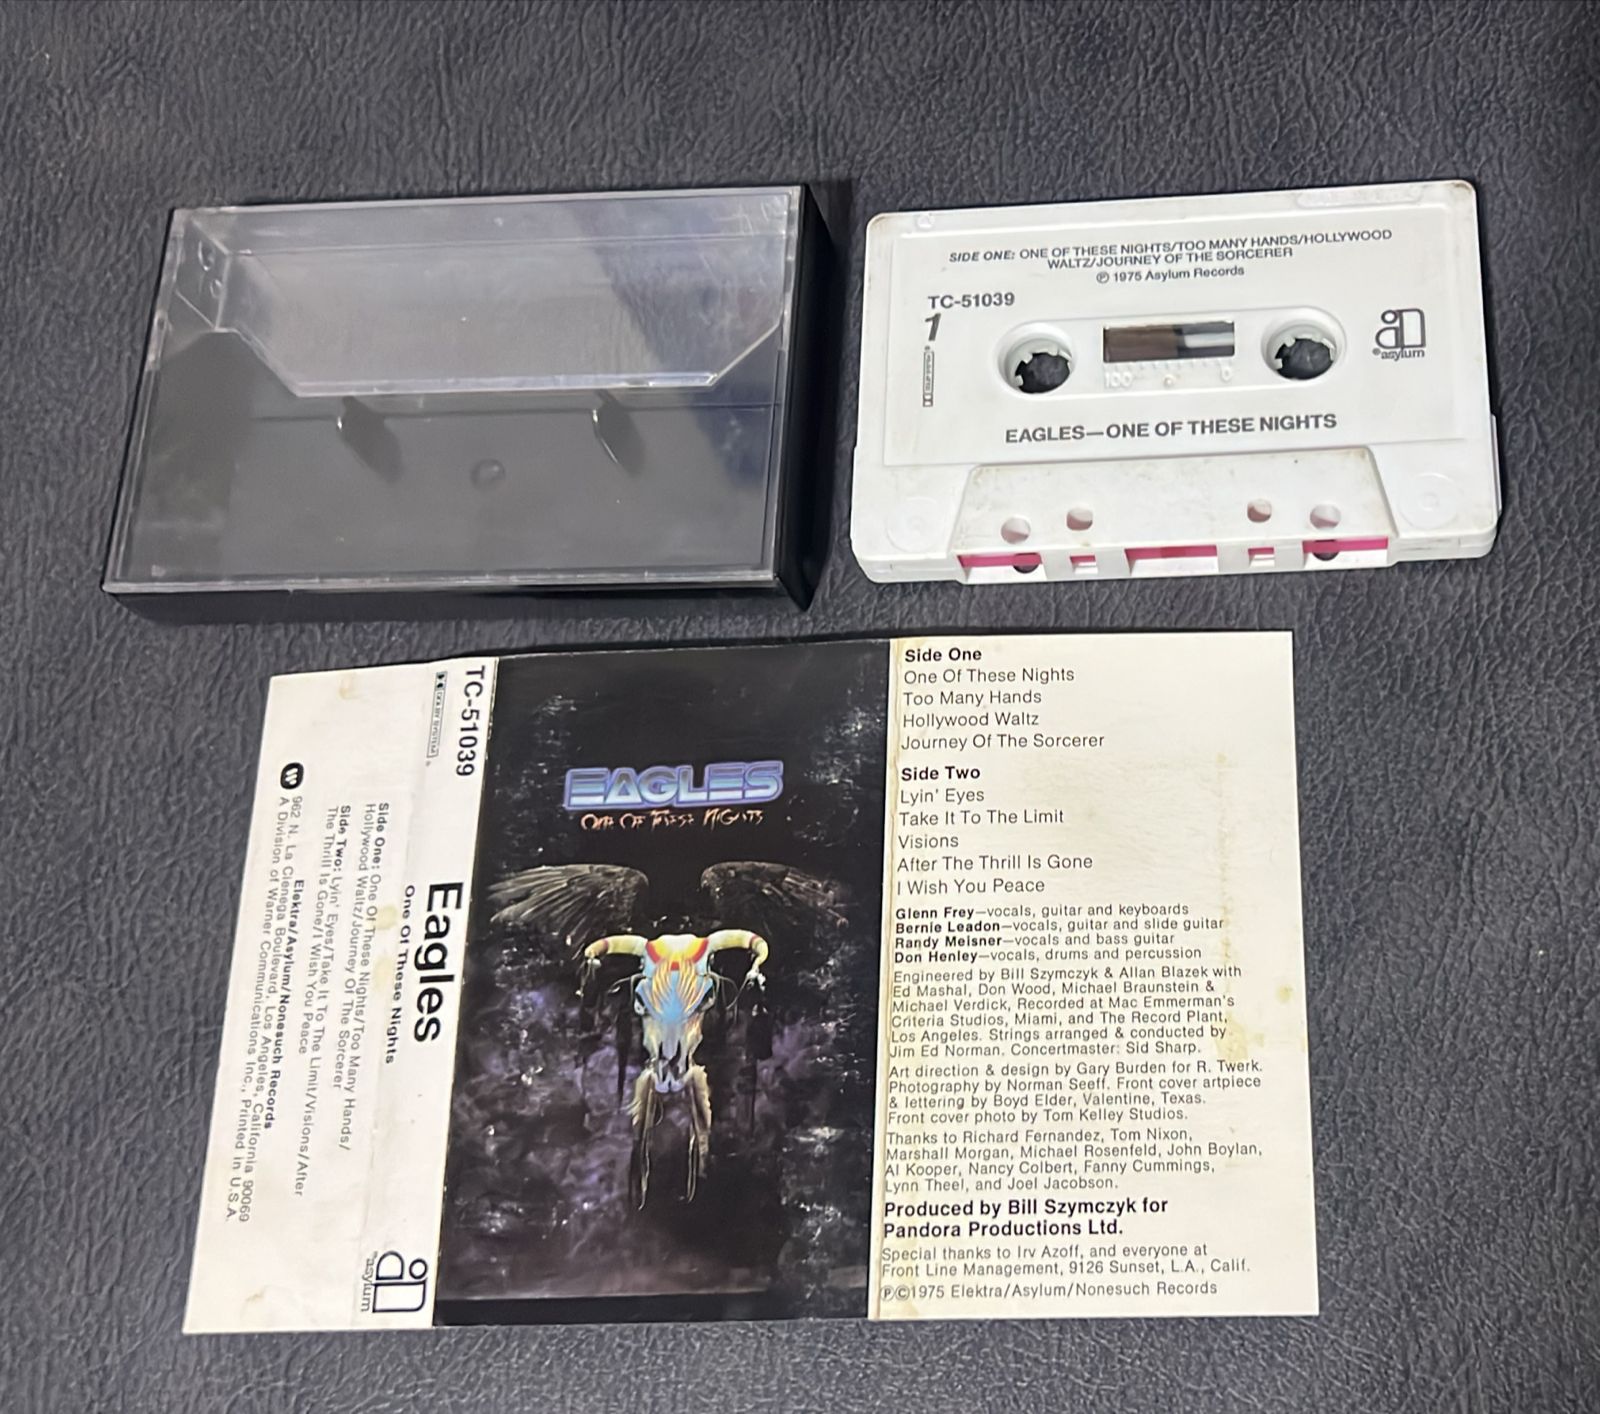 SIDE ONE: ONE OF THESE NIGHTS/TOO MANY HANDS/HOLLYWOOD
WALTZ/JOURNEY OF THE SORCERER
℗ 1975 Asylum Records
TC-51039
1
asylum
100 0
EAGLES—ONE OF THESE NIGHTS
TC-51039
DOLBY SYSTEM
Eagles
One Of These Nights
Side One: One Of These Nights/Too Many Hands/
Hollywood Waltz/Journey Of The Sorcerer
Side Two: Lyin' Eyes/Take It To The Limit/Visions/After
The Thrill Is Gone/I Wish You Peace
Elektra/Asylum/Nonesuch Records
962 N. La Cienega Boulevard, Los Angeles, California 90069
A Division of Warner Communications Inc., Printed in U.S.A.
asylum
EAGLES
ONE OF THESE NIGHTS
Side One
One Of These Nights
Too Many Hands
Hollywood Waltz
Journey Of The Sorcerer
Side Two
Lyin' Eyes
Take It To The Limit
Visions
After The Thrill Is Gone
I Wish You Peace
Glenn Frey—vocals, guitar and keyboards
Bernie Leadon—vocals, guitar and slide guitar
Randy Meisner—vocals and bass guitar
Don Henley—vocals, drums and percussion
Engineered by Bill Szymczyk & Allan Blazek with
Ed Mashal, Don Wood, Michael Braunstein &
Michael Verdick, Recorded at Mac Emmerman's
Criteria Studios, Miami, and The Record Plant,
Los Angeles. Strings arranged & conducted by
Jim Ed Norman. Concertmaster: Sid Sharp.
Art direction & design by Gary Burden for R. Twerk.
Photography by Norman Seeff. Front cover artpiece
& lettering by Boyd Elder, Valentine, Texas.
Front cover photo by Tom Kelley Studios.
Thanks to Richard Fernandez, Tom Nixon,
Marshall Morgan, Michael Rosenfeld, John Boylan,
Al Kooper, Nancy Colbert, Fanny Cummings,
Lynn Theel, and Joel Jacobson.
Produced by Bill Szymczyk for
Pandora Productions Ltd.
Special thanks to Irv Azoff, and everyone at
Front Line Management, 9126 Sunset, L.A., Calif.
℗©1975 Elektra/Asylum/Nonesuch Records